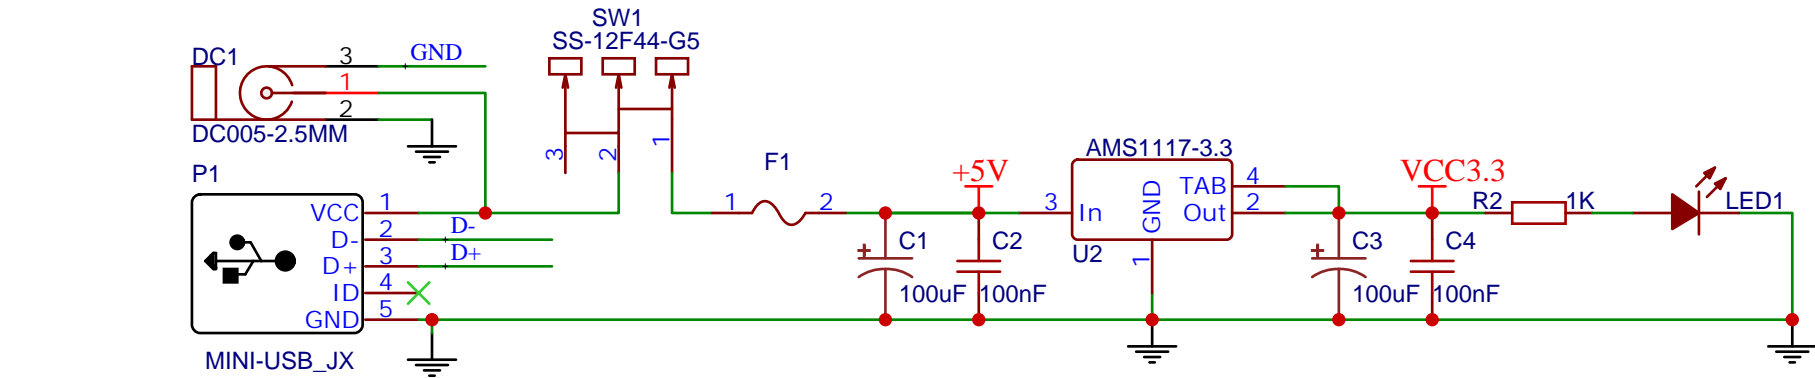 SW1
SS-12F44-G5
DC1
3
GND
1
2
DC005-2.5MM
3
2
1
P1
VCC
1
D-
2
D-
D+
3
D+
ID
4
GND
5
MINI-USB_JX
F1
1
2
+5V
C1
100uF
C2
100nF
AMS1117-3.3
3
In
GND
1
TAB
4
Out
2
U2
VCC3.3
C3
100uF
C4
100nF
R2
1K
LED1